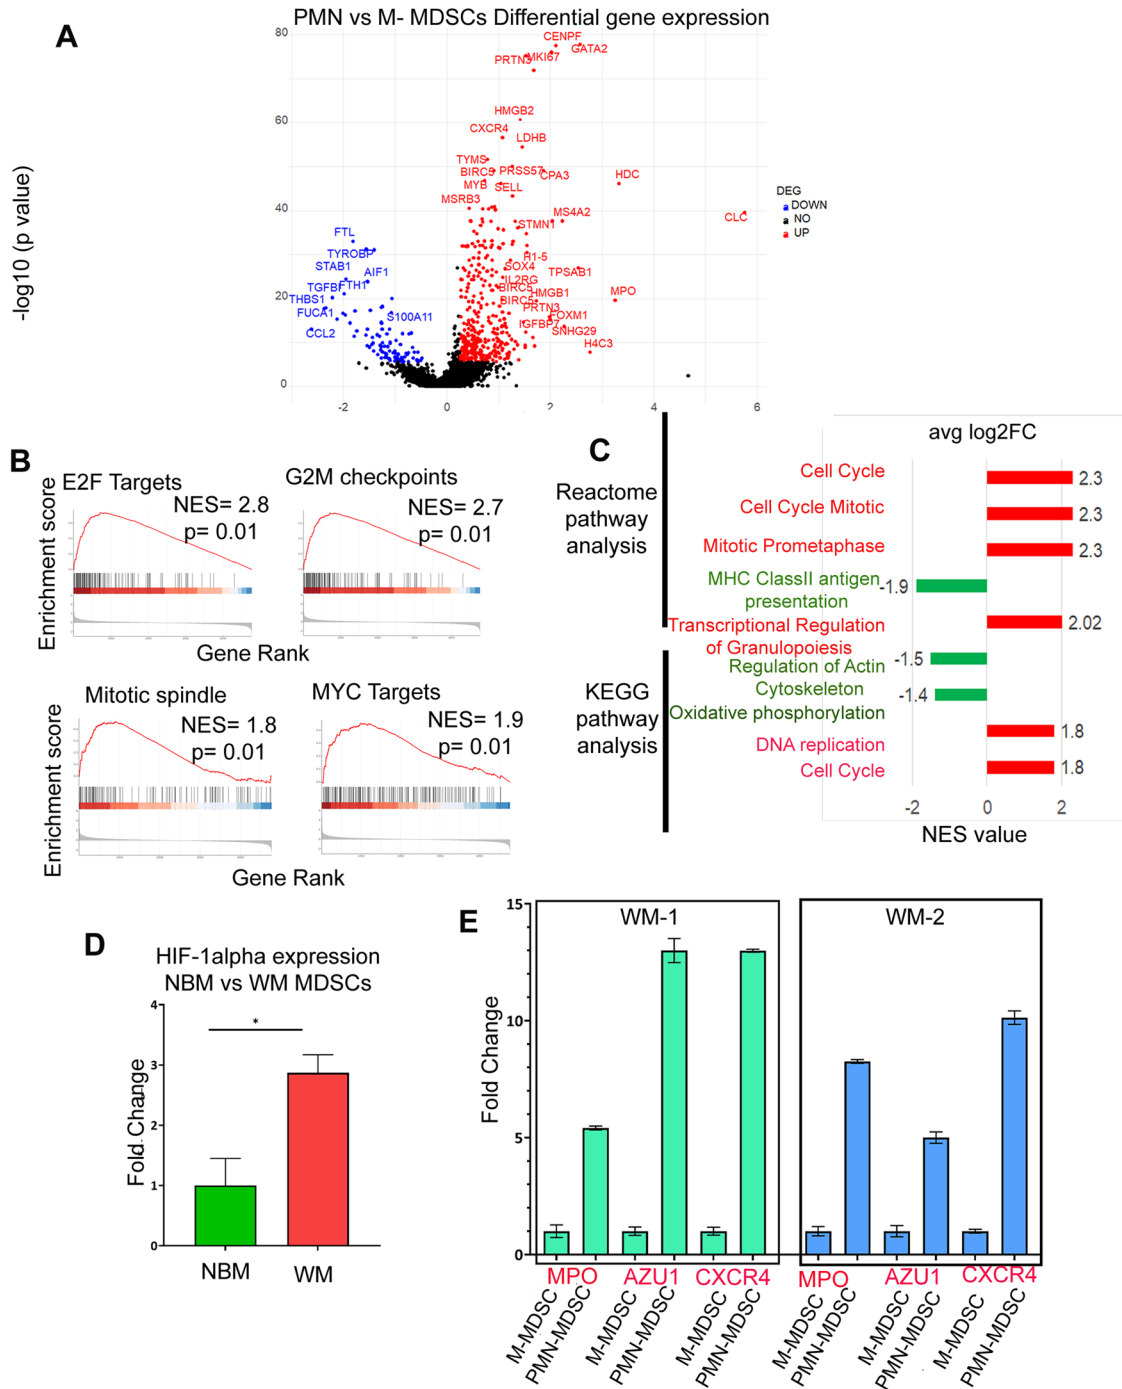 A
PMN vs M- MDSCs Differential gene expression
-log10 (p value)
80
60
40
20
0
-2
0
2
4
6
CENPF
GATA2
PRTN3
MKI67
HMGB2
CXCR4
LDHB
TYMS
BIRC5
PRSS57
CPA3
HDC
MYB
SELL
MSRB3
MS4A2
CLC
STMN1
FTL
TYROBP
H1-5
STAB1
SOX4
TPSAB1
AIF1
IL2RG
TGFBI
FTH1
BIRC5
HMGB1
MPO
THBS1
BIRC5
PRTN3
FUCA1
S100A11
FOXM1
IGFBP7
SNHG29
CCL2
H4C3
DEG
a DOWN
a NO
a UP
B
E2F Targets
NES= 2.8
p= 0.01
G2M checkpoints
NES= 2.7
p= 0.01
Enrichment score
Gene Rank
Mitotic spindle
NES= 1.8
p= 0.01
MYC Targets
NES= 1.9
p= 0.01
Enrichment score
Gene Rank
C
avg log2FC
Reactome
pathway
analysis
Cell Cycle
2.3
Cell Cycle Mitotic
2.3
Mitotic Prometaphase
2.3
MHC ClassII antigen
presentation
-1.9
Transcriptional Regulation
of Granulopoiesis
2.02
KEGG
pathway
analysis
Regulation of Actin
Cytoskeleton
-1.5
Oxidative phosphorylation
-1.4
DNA replication
1.8
Cell Cycle
1.8
-2
0
2
NES value
D
HIF-1alpha expression
NBM vs WM MDSCs
*
Fold Change
4
3
2
1
0
NBM
WM
E
Fold Change
15
10
5
0
WM-1
WM-2
MPO
AZU1
CXCR4
MPO
AZU1
CXCR4
M-MDSC
PMN-MDSC
M-MDSC
PMN-MDSC
M-MDSC
PMN-MDSC
M-MDSC
PMN-MDSC
M-MDSC
PMN-MDSC
M-MDSC
PMN-MDSC